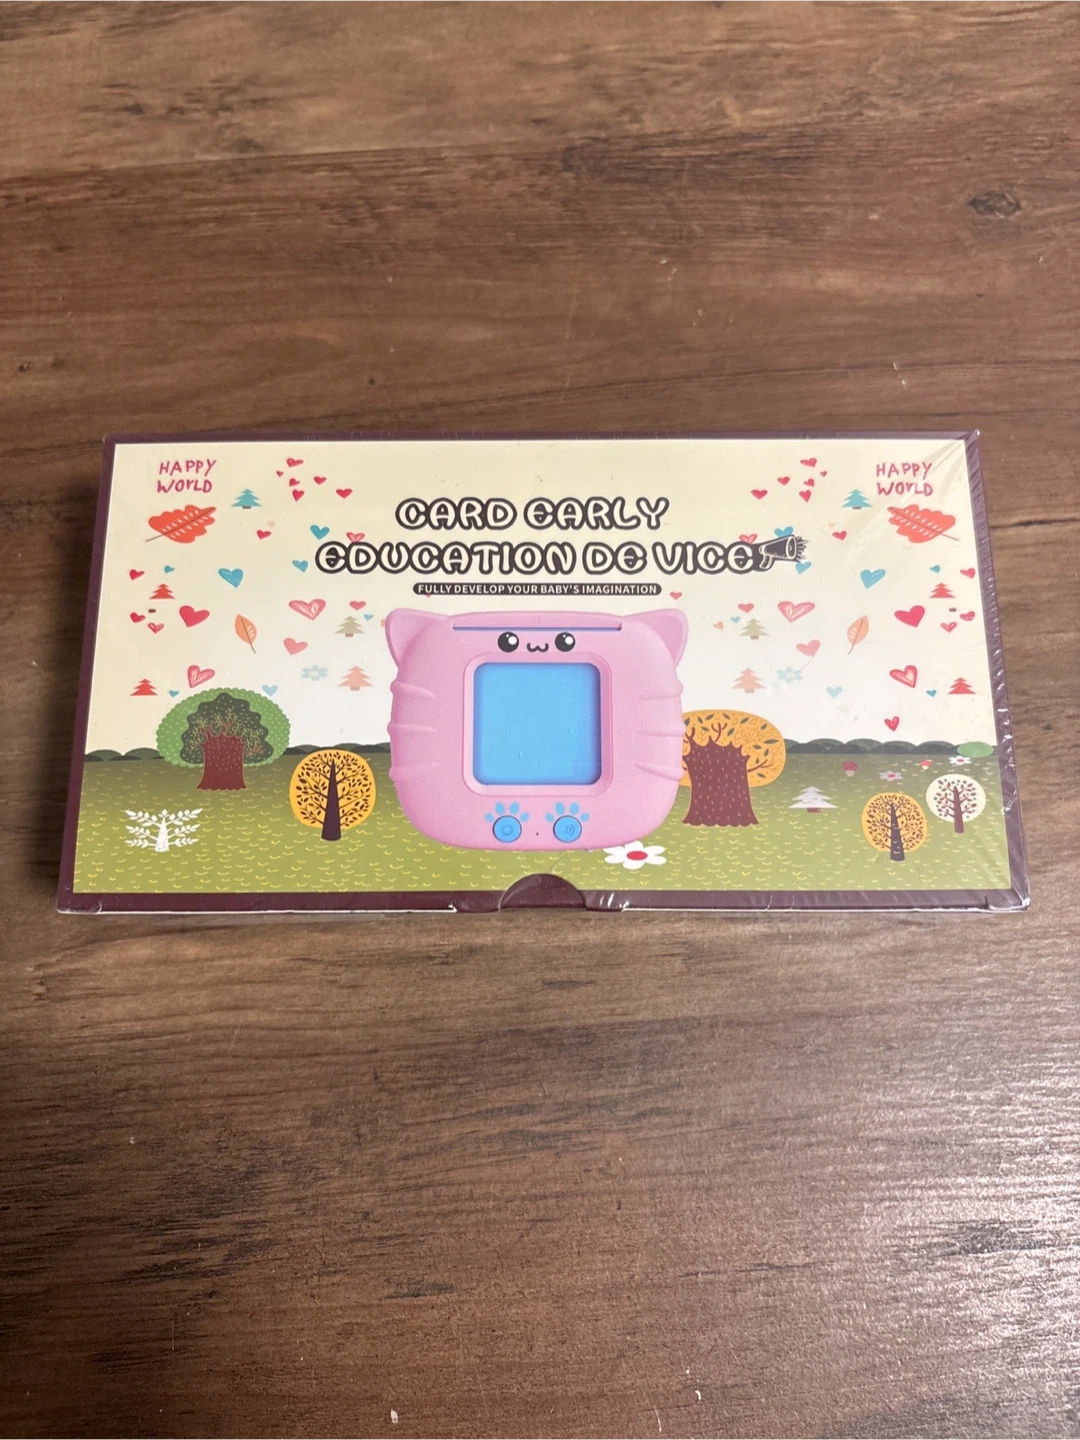 HAPPY
WORLD
HAPPY
WORLD
CARD EARLY
EDUCATION DE VICE
FULLY DEVELOP YOUR BABY'S IMAGINATION